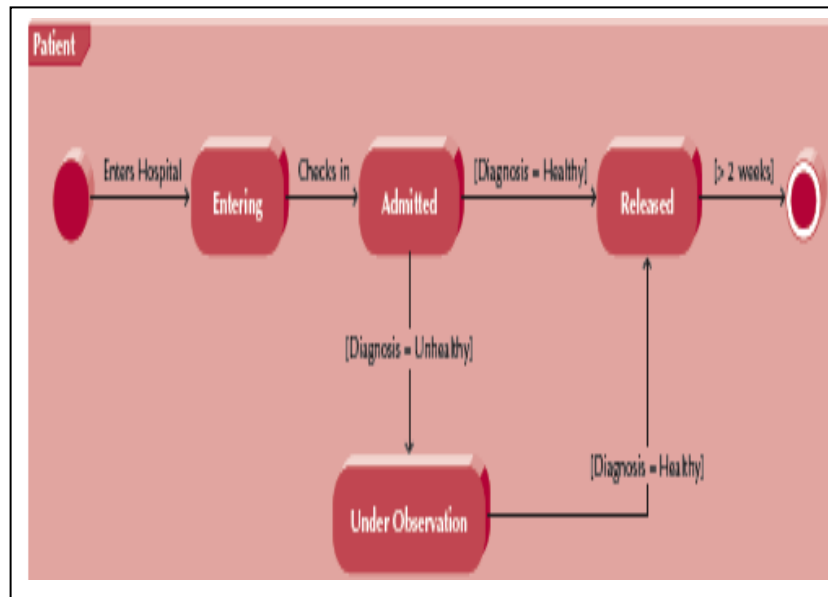 Patient
Enters Hospital
Checks in
[Diagnosis = Healthy]
[> 2 weeks]
Entering
Admitted
Released
[Diagnosis = Unhealthy]
[Diagnosis = Healthy]
Under Observation